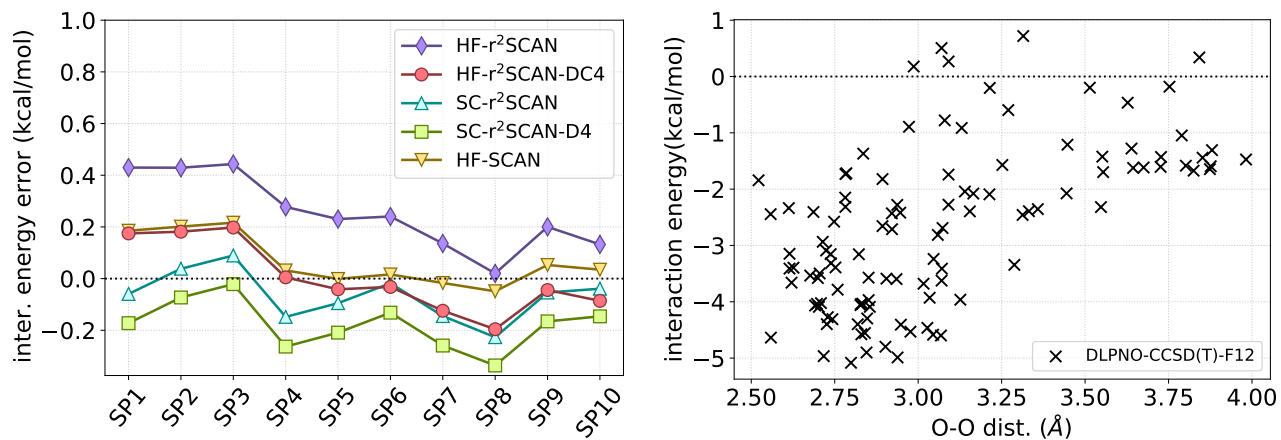 inter. energy error (kcal/mol)
1.0
0.8
0.6
0.4
0.2
0.0
−0.2
HF-r²SCAN
HF-r²SCAN-DC4
SC-r²SCAN
SC-r²SCAN-D4
HF-SCAN
SP1
SP2
SP3
SP4
SP5
SP6
SP7
SP8
SP9
SP10
interaction energy(kcal/mol)
1
0
−1
−2
−3
−4
−5
DLPNO-CCSD(T)-F12
2.50
2.75
3.00
3.25
3.50
3.75
4.00
O-O dist. (Å)